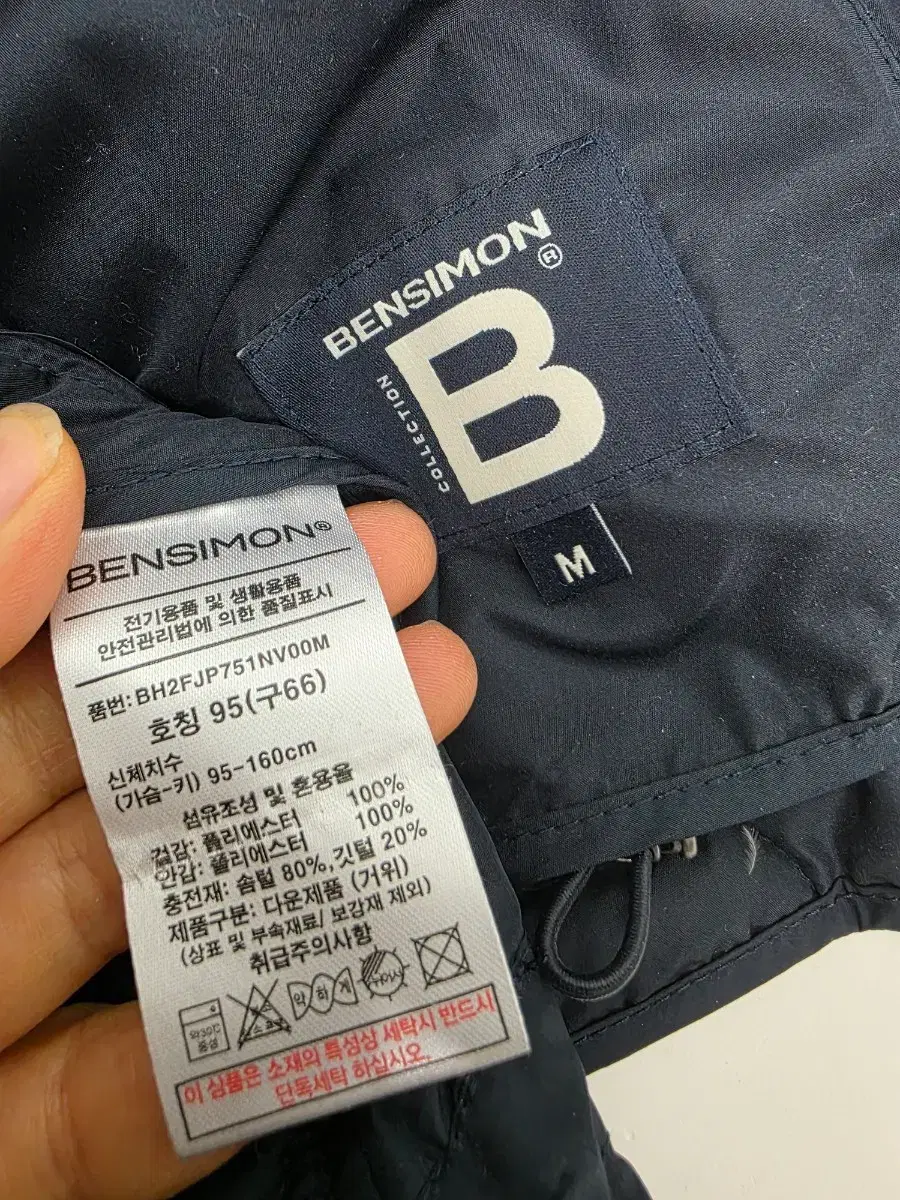 BENSIMON®
COLLECTION
B
M
BENSIMON®
전기용품 및 생활용품
안전관리법에 의한 품질표시
품번: BH2FJP751NV00M
호칭 95(구66)
신체치수
(가슴-키) 95-160cm
섬유조성 및 혼용율
겉감: 폴리에스터 100%
안감: 폴리에스터 100%
충전재: 솜털 80%,깃털 20%
제품구분: 다운제품 (거위)
(상표 및 부속재료/ 보강재 제외)
취급주의사항
약 하 게
이 심품은 소재의 특성상 세탁시 반드시
단독세탁 하십시오.